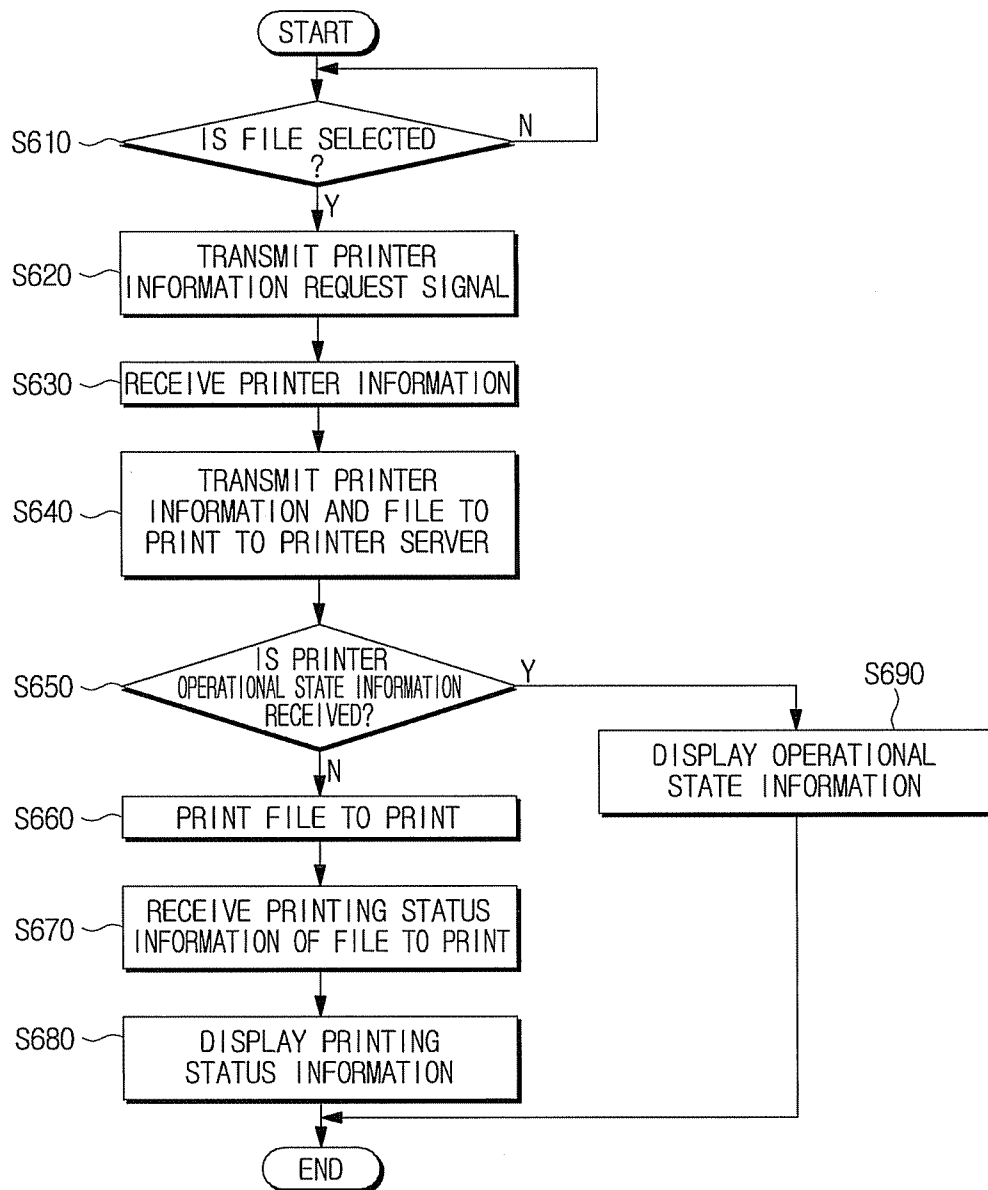 START
S610
IS FILE SELECTED
?
N
Y
S620
TRANSMIT PRINTER
INFORMATION REQUEST SIGNAL
S630
RECEIVE PRINTER INFORMATION
S640
TRANSMIT PRINTER
INFORMATION AND FILE TO
PRINT TO PRINTER SERVER
S650
IS PRINTER
OPERATIONAL STATE INFORMATION
RECEIVED?
Y
N
S690
DISPLAY OPERATIONAL
STATE INFORMATION
S660
PRINT FILE TO PRINT
S670
RECEIVE PRINTING STATUS
INFORMATION OF FILE TO PRINT
S680
DISPLAY PRINTING
STATUS INFORMATION
END